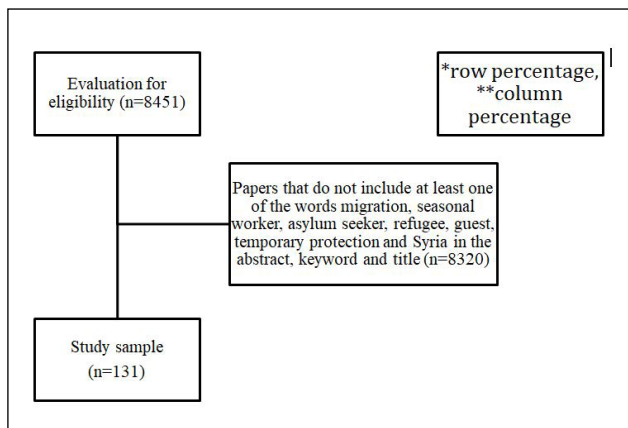 Evaluation for
eligibility (n=8451)
*row percentage,
**column
percentage
Papers that do not include at least one
of the words migration, seasonal
worker, asylum seeker, refugee, guest,
temporary protection and Syria in the
abstract, keyword and title (n=8320)
Study sample
(n=131)